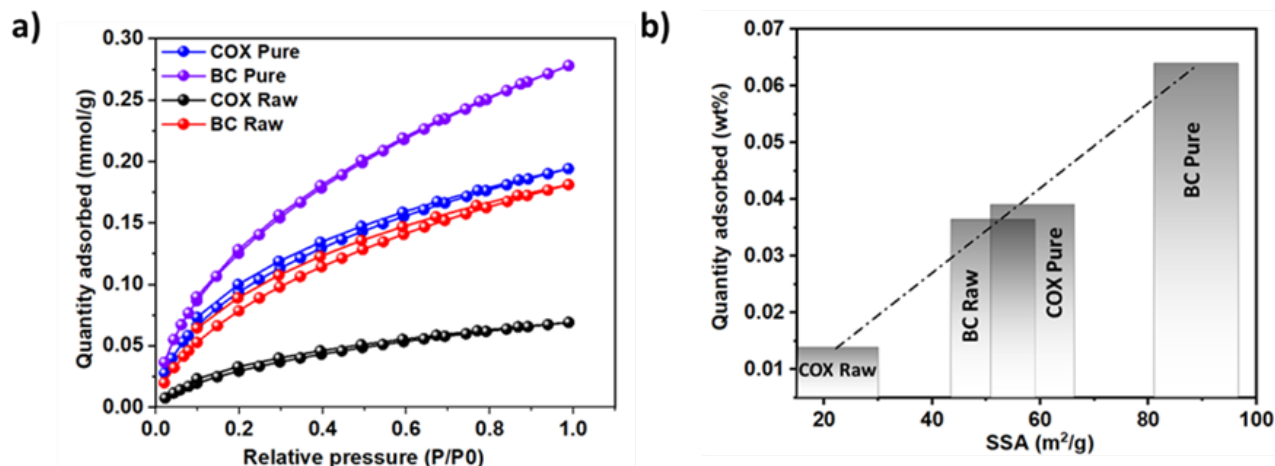 a)
0.30
0.25
0.20
0.15
0.10
0.05
0.00
Quantity adsorbed (mmol/g)
COX Pure
BC Pure
COX Raw
BC Raw
0.0 0.2 0.4 0.6 0.8 1.0
Relative pressure (P/P0)
b)
0.07
0.06
0.05
0.04
0.03
0.02
0.01
Quantity adsorbed (wt%)
COX Raw
BC Raw
COX Pure
BC Pure
20 40 60 80 100
SSA (m²/g)